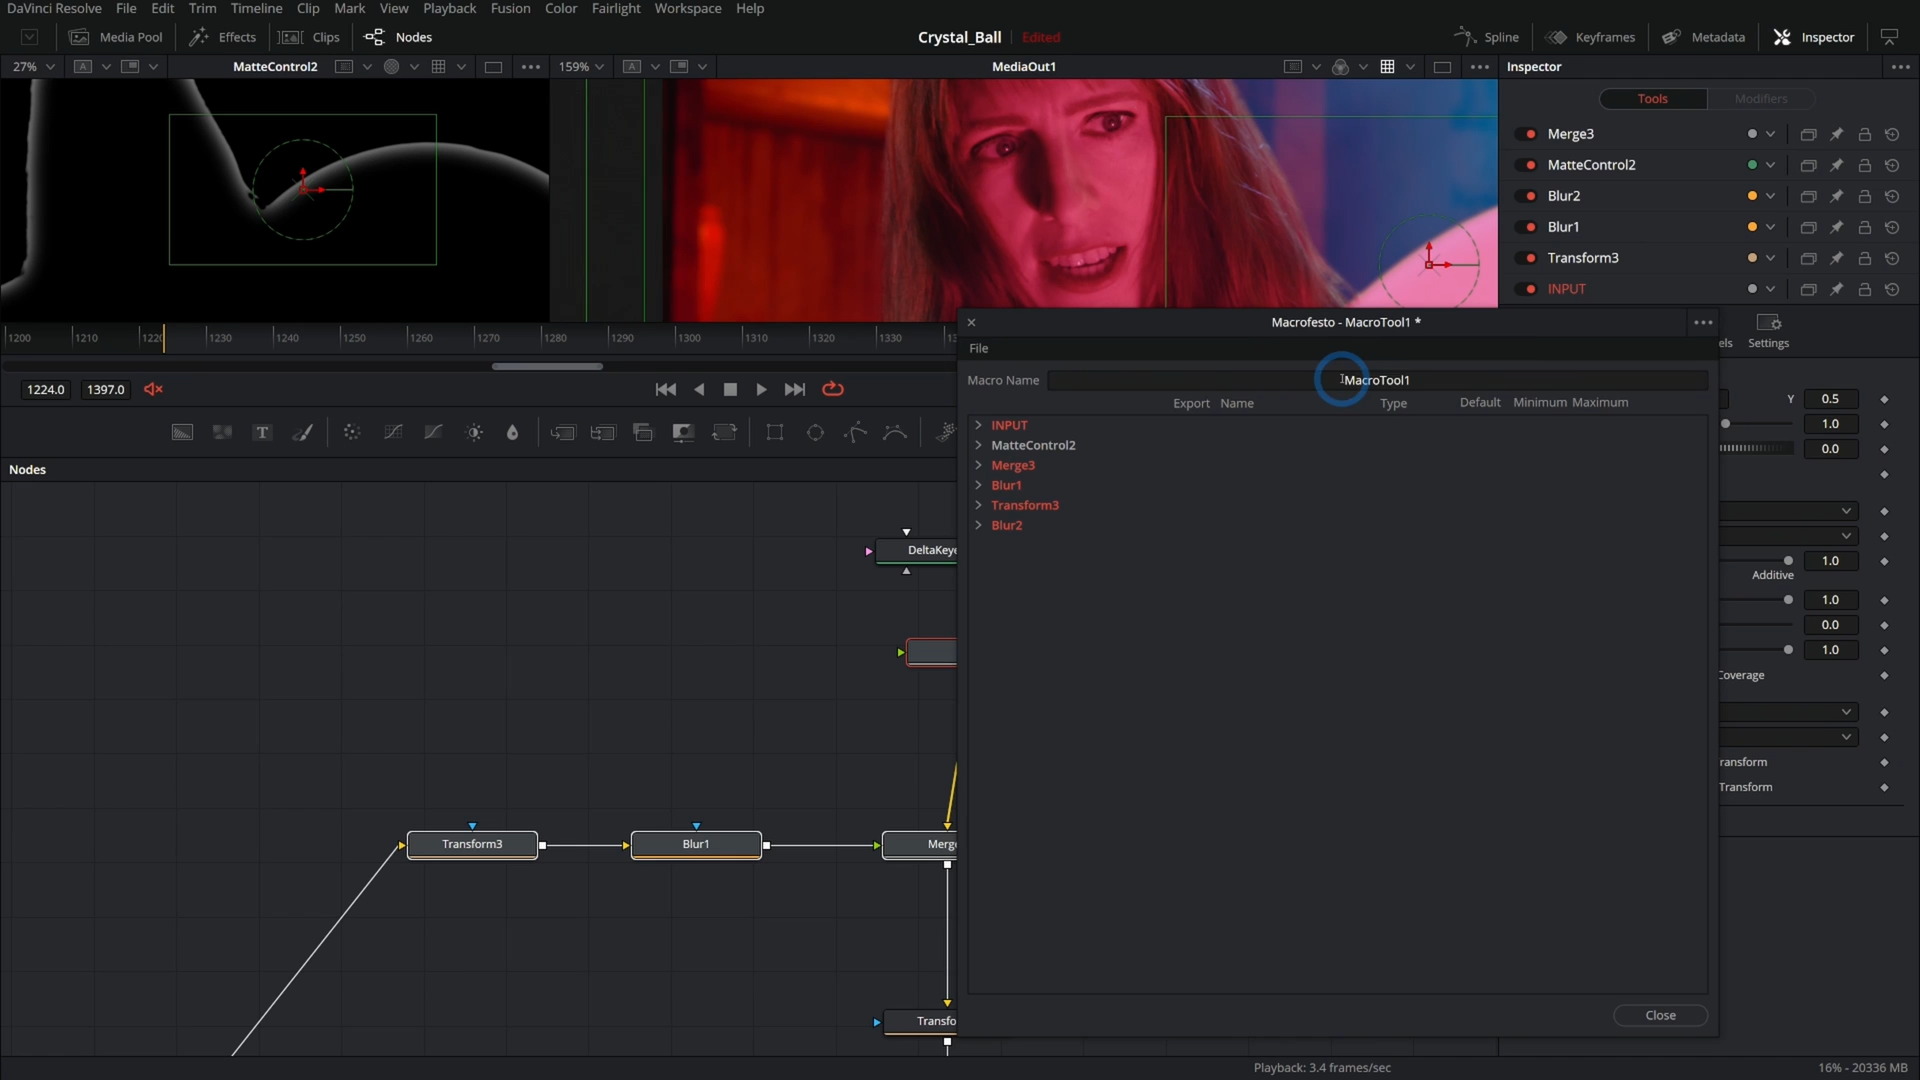 DaVinci Resolve File Edit Trim Timeline Clip Mark View Playback Fusion Color Fairlight Workspace Help
Media Pool Effects Clips Nodes Crystal_Ball Edited Spline Keyframes Metadata Inspector
27% A MatteControl2 159% A MediaOut1 Inspector
Tools Modifiers
Merge3
MatteControl2
Blur2
Blur1
Transform3
INPUT
Macrofesto - MacroTool1 *
1200 1210 1220 1230 1240 1250 1260 1270 1280 1290 1300 1310 1320 1330
els Settings
File
Macro Name MacroTool1
1224.0 1397.0
Export Name Type Default Minimum Maximum
Y 0.5
1.0
0.0
INPUT
MatteControl2
Merge3
Blur1
Transform3
Blur2
T
Nodes
DeltaKeye
1.0
Additive
1.0
0.0
1.0
Coverage
ransform
Transform
Transform3 Blur1 Merg
Transfo
Close
Playback: 3.4 frames/sec 16% - 20336 MB